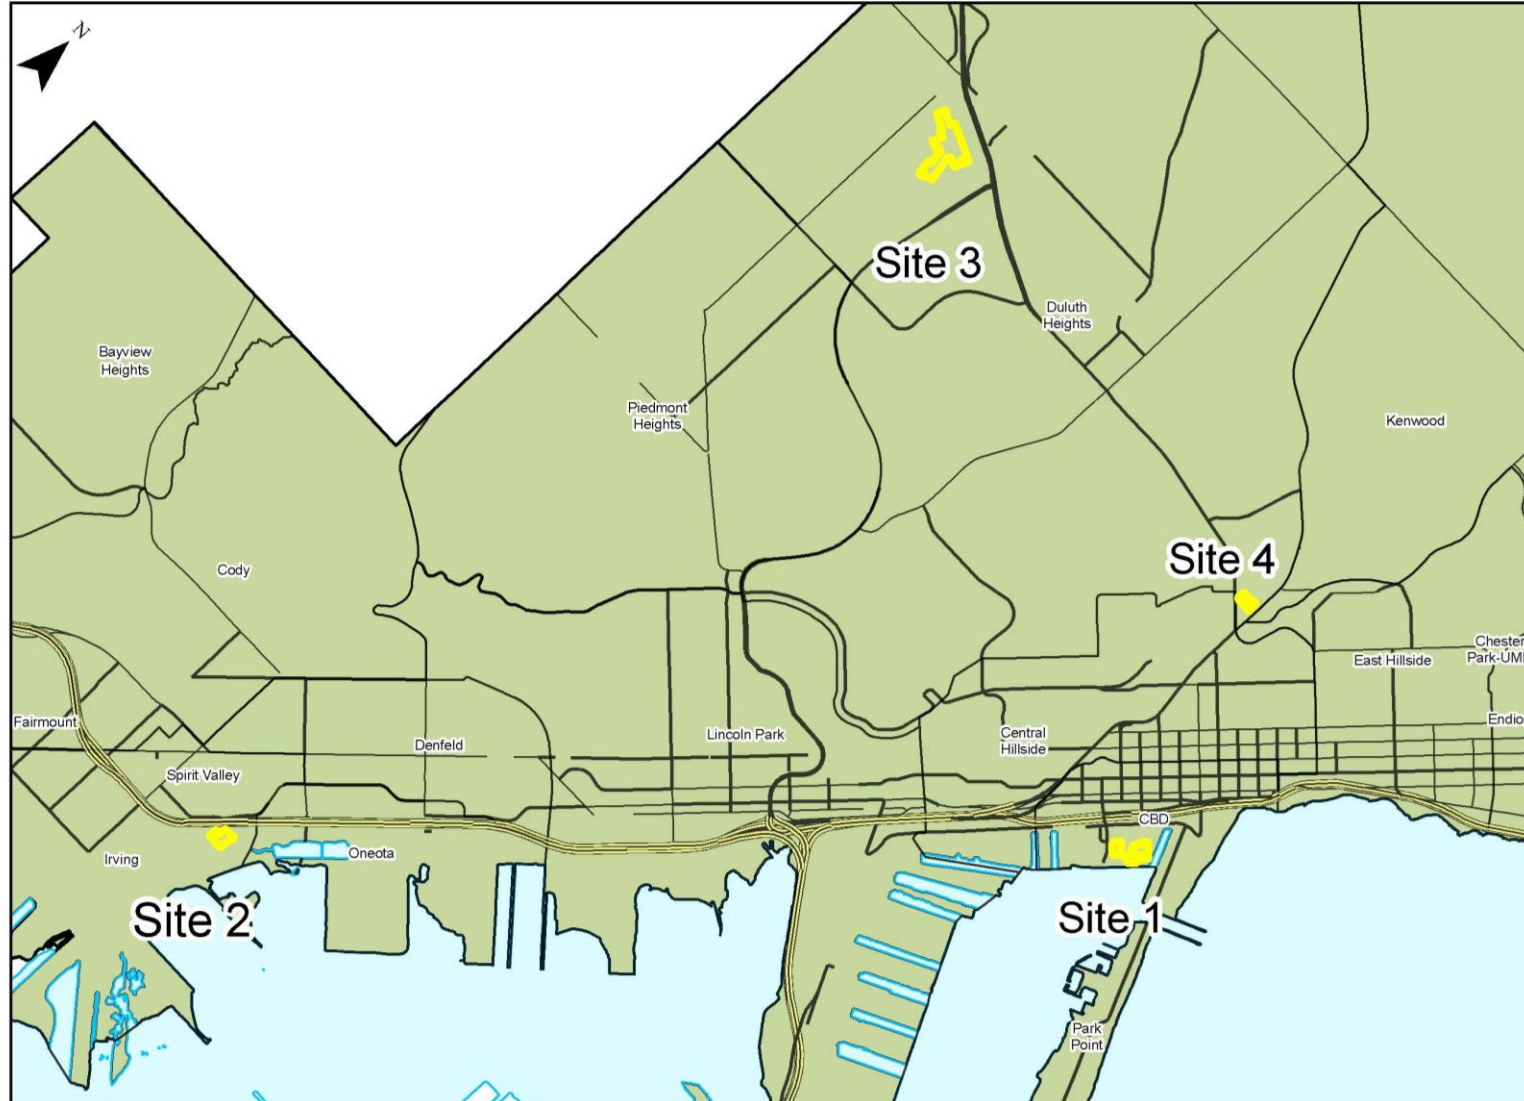 N
Site 3
Duluth
Heights
Bayview
Heights
Piedmont
Heights
Kenwood
Site 4
Cody
Chester
Park-UM
East Hillside
Fairmount
Endio
Lincoln Park
Central
Hillside
Denfeld
Spirit Valley
CBD
Irving
Oneota
Site 2
Site 1
Park
Point